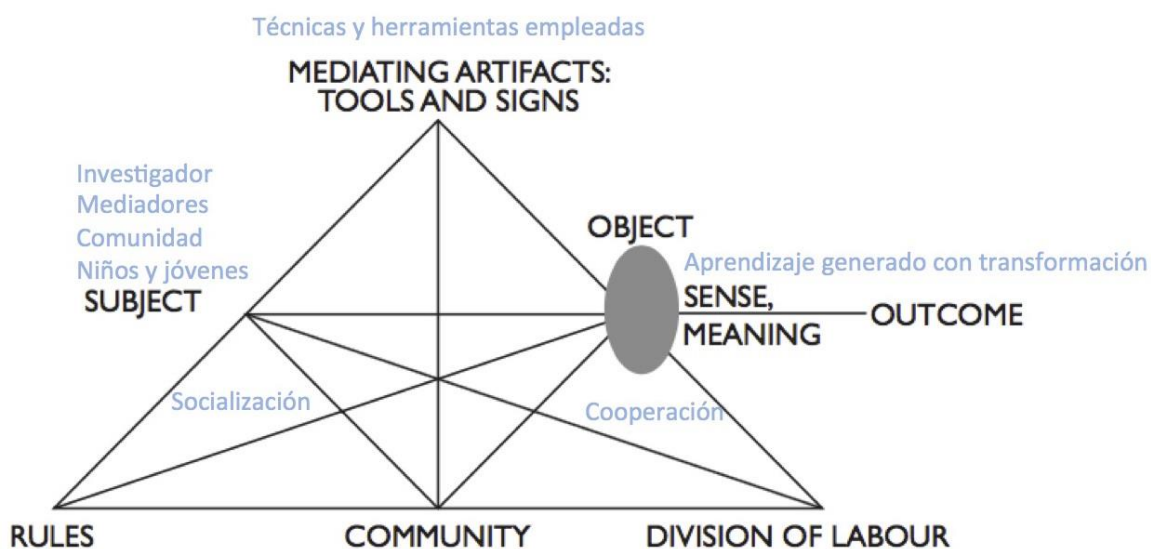 Técnicas y herramientas empleadas
MEDIATING ARTIFACTS:
TOOLS AND SIGNS
Investigador
Mediadores
Comunidad
Niños y jóvenes
SUBJECT
OBJECT
Aprendizaje generado con transformación
SENSE,
MEANING
OUTCOME
Socialización
Cooperación
RULES
COMMUNITY
DIVISION OF LABOUR